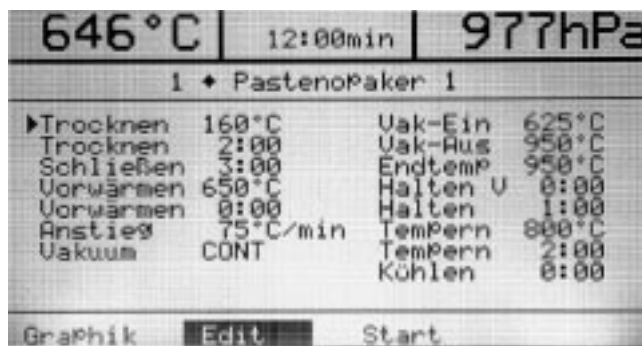 646°C 12:00min 977hPa
1 ◆ Pastenopaker 1
▶Trocknen 160°C Vak-Ein 625°C
Trocknen 2:00 Vak-Aus 950°C
Schließen 3:00 Endtemp 950°C
Vorwärmen 650°C Halten V 0:00
Vorwärmen 0:00 Halten 1:00
Anstieg 75°C/min Tempern 800°C
Vakuum CONT Tempern 2:00
Kühlen 0:00
Graphik Edit Start